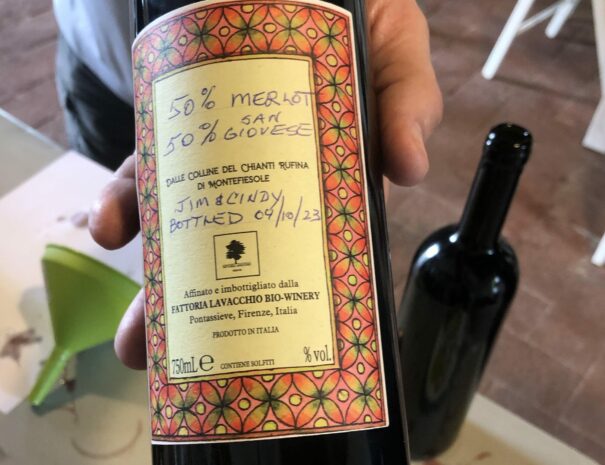 50% MERLOT
50% SAN
GIOVESE
DALLE COLLINE DEL CHIANTI RUFINA
DI MONTEFIESOLE
JIM & CINDY
BOTTLED 04/10/23
Affinato e imbottigliato dalla
FATTORIA LAVACCHIO BIO-WINERY
Pontassieve, Firenze, Italia
PRODOTTO IN ITALIA
750mL e CONTIENE SOLFITI % vol.